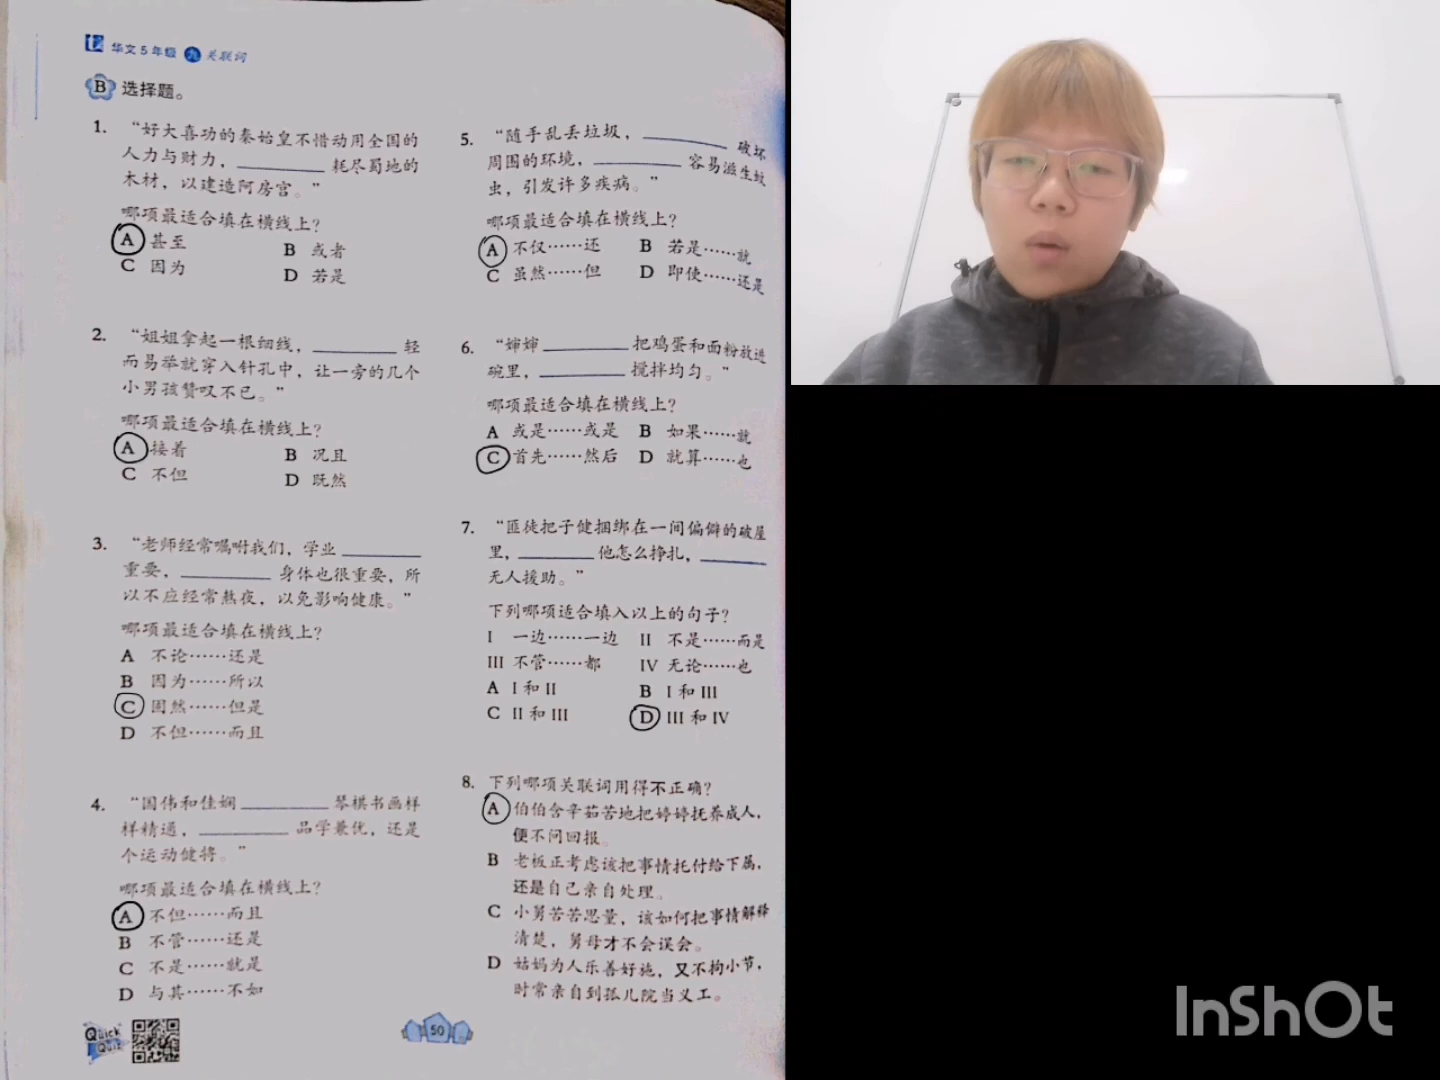 华文5年级 九 关联词
B 选择题。
1. “好大喜功的秦始皇不惜动用全国的
人力与财力，________ 耗尽蜀地的
木材，以建造阿房宫。”
哪项最适合填在横线上？
A 甚至 B 或者
C 因为 D 若是
2. “姐姐拿起一根细线，________ 轻
而易举就穿入针孔中，让一旁的几个
小男孩赞叹不已。”
哪项最适合填在横线上？
A 接着 B 况且
C 不但 D 既然
3. “老师经常嘱咐我们，学业 ________
重要，________ 身体也很重要，所
以不应经常熬夜，以免影响健康。”
哪项最适合填在横线上？
A 不论……还是
B 因为……所以
C 固然……但是
D 不但……而且
4. “国伟和佳娴 ________ 琴棋书画样
样精通，________ 品学兼优，还是
个运动健将。”
哪项最适合填在横线上？
A 不但……而且
B 不管……还是
C 不是……就是
D 与其……不如
Quick
Quiz
50
5. “随手乱丢垃圾，________ 破坏
周围的环境，________ 容易滋生蚊
虫，引发许多疾病。”
哪项最适合填在横线上？
A 不仅……还 B 若是……就
C 虽然……但 D 即使……还是
6. “婶婶 ________ 把鸡蛋和面粉放进
碗里，________ 搅拌均匀。”
哪项最适合填在横线上？
A 或是……或是 B 如果……就
C 首先……然后 D 就算……也
7. “匪徒把子健捆绑在一间偏僻的破屋
里，________ 他怎么挣扎，________
无人援助。”
下列哪项适合填入以上的句子？
I 一边……一边 II 不是……而是
III 不管……都 IV 无论……也
A I 和 II B I 和 III
C II 和 III D III 和 IV
8. 下列哪项关联词用得不正确？
A 伯伯含辛茹苦地把婷婷抚养成人，
便不问回报。
B 老板正考虑该把事情托付给下属，
还是自己亲自处理。
C 小舅苦苦思量，该如何把事情解释
清楚，舅母才不会误会。
D 姑妈为人乐善好施，又不拘小节，
时常亲自到孤儿院当义工。
InShOt